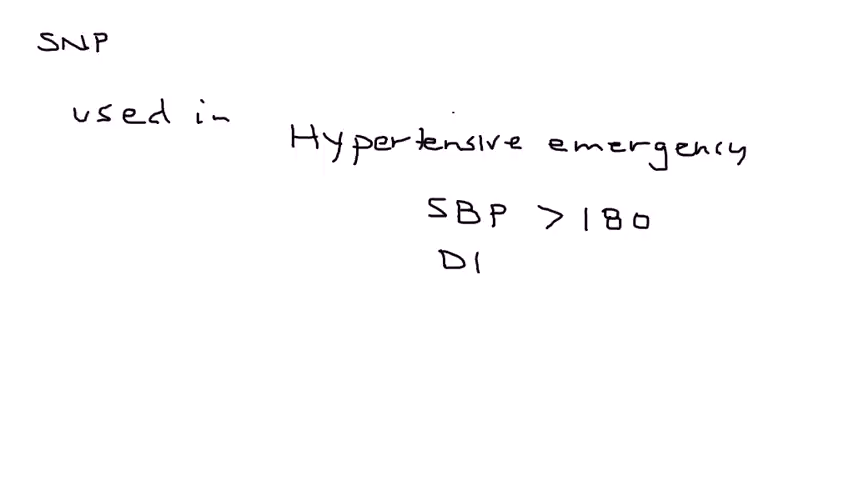 SNP
used in
Hypertensive emergency
SBP > 180
DI